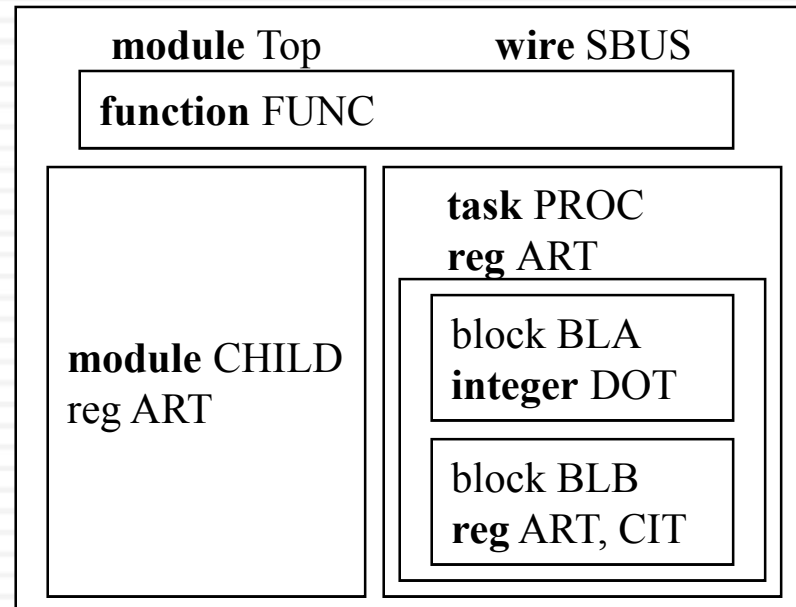 module Top wire SBUS
function FUNC
module CHILD
reg ART
task PROC
reg ART
block BLA
integer DOT
block BLB
reg ART, CIT